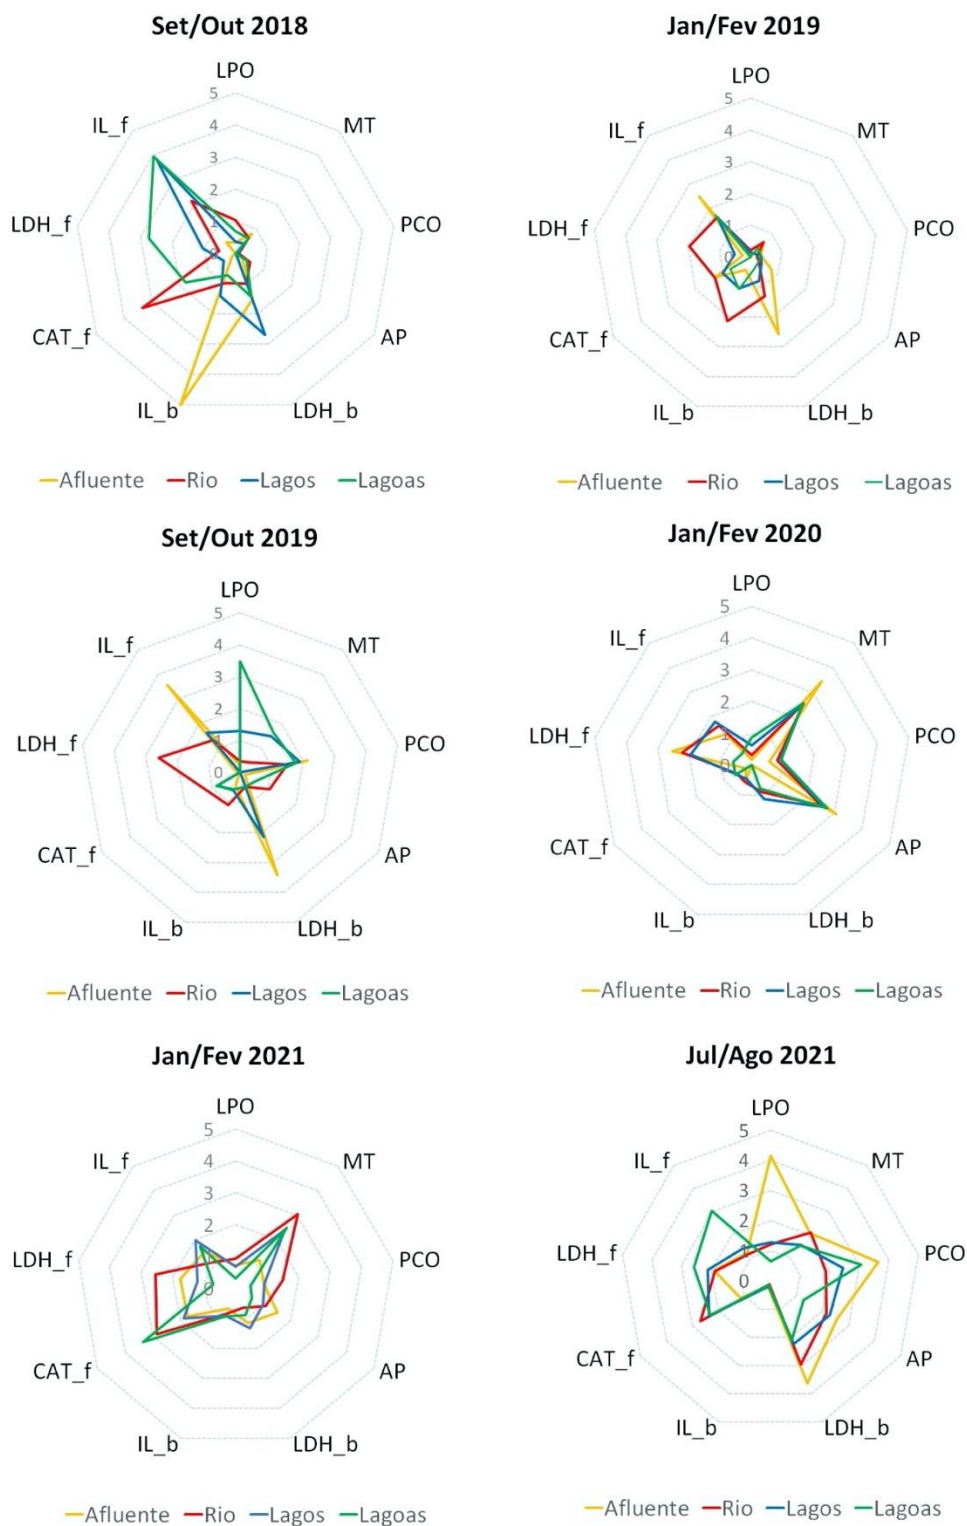 Set/Out 2018
LPO
MT
PCO
AP
LDH_b
IL_b
CAT_f
LDH_f
IL_f
5
4
3
2
1
0
Afluente Rio Lagos Lagoas
Jan/Fev 2019
LPO
MT
PCO
AP
LDH_b
IL_b
CAT_f
LDH_f
IL_f
5
4
3
2
1
0
Afluente Rio Lagos Lagoas
Set/Out 2019
LPO
MT
PCO
AP
LDH_b
IL_b
CAT_f
LDH_f
IL_f
5
4
3
2
1
0
Afluente Rio Lagos Lagoas
Jan/Fev 2020
LPO
MT
PCO
AP
LDH_b
IL_b
CAT_f
LDH_f
IL_f
5
4
3
2
1
0
Afluente Rio Lagos Lagoas
Jan/Fev 2021
LPO
MT
PCO
AP
LDH_b
IL_b
CAT_f
LDH_f
IL_f
5
4
3
2
1
0
Afluente Rio Lagos Lagoas
Jul/Ago 2021
LPO
MT
PCO
AP
LDH_b
IL_b
CAT_f
LDH_f
IL_f
5
4
3
2
1
0
Afluente Rio Lagos Lagoas